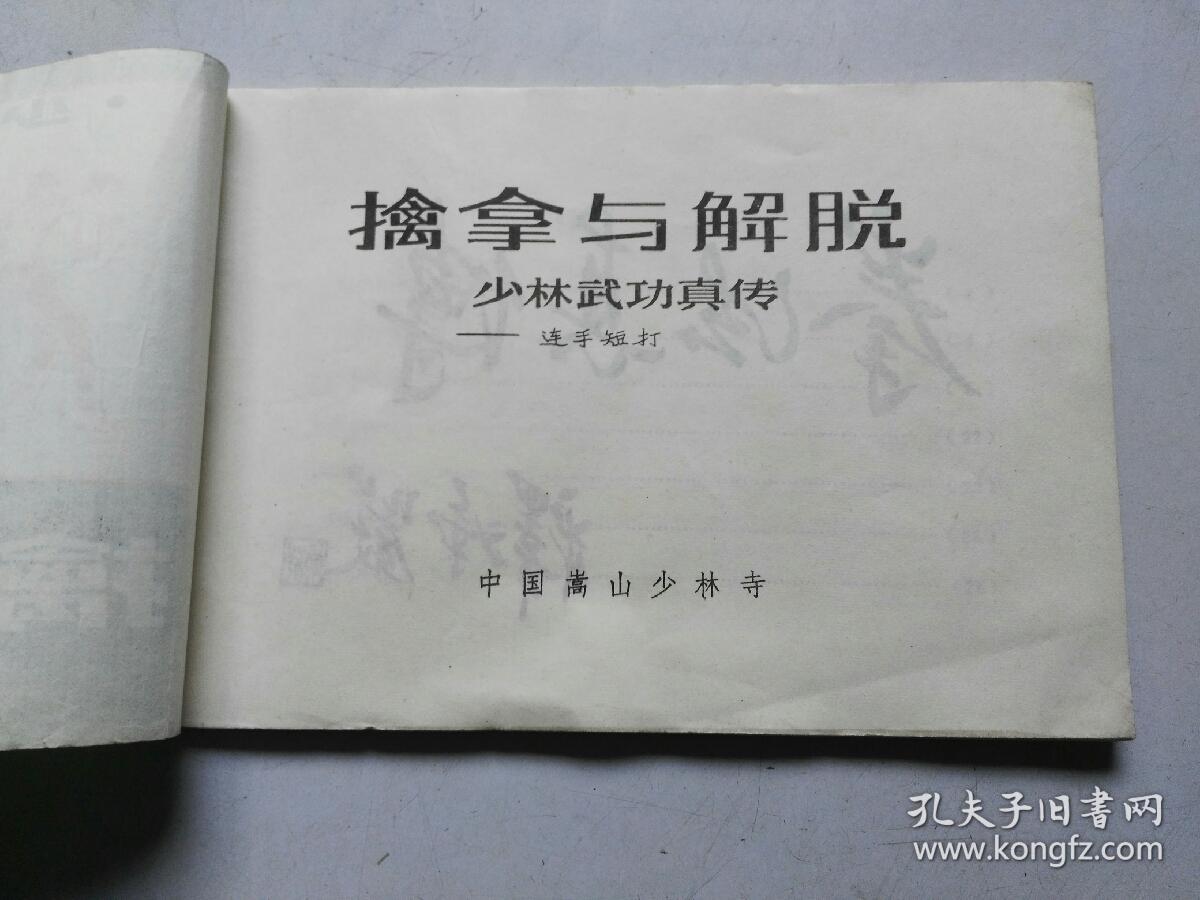 擒拿与解脱
少林武功真传
—— 连手短打
中国嵩山少林寺
孔夫子旧书网
www.kongfz.com